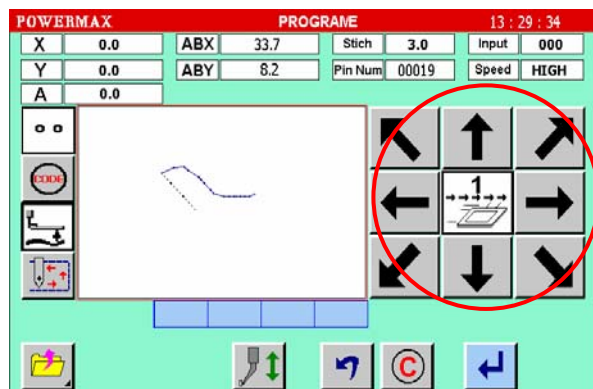 POWERMAX PROGRAME 13 : 29 : 34
X 0.0 ABX 33.7 Stich 3.0 Input 000
Y 0.0 ABY 8.2 Pin Num 00019 Speed HIGH
A 0.0
CODE
1
C